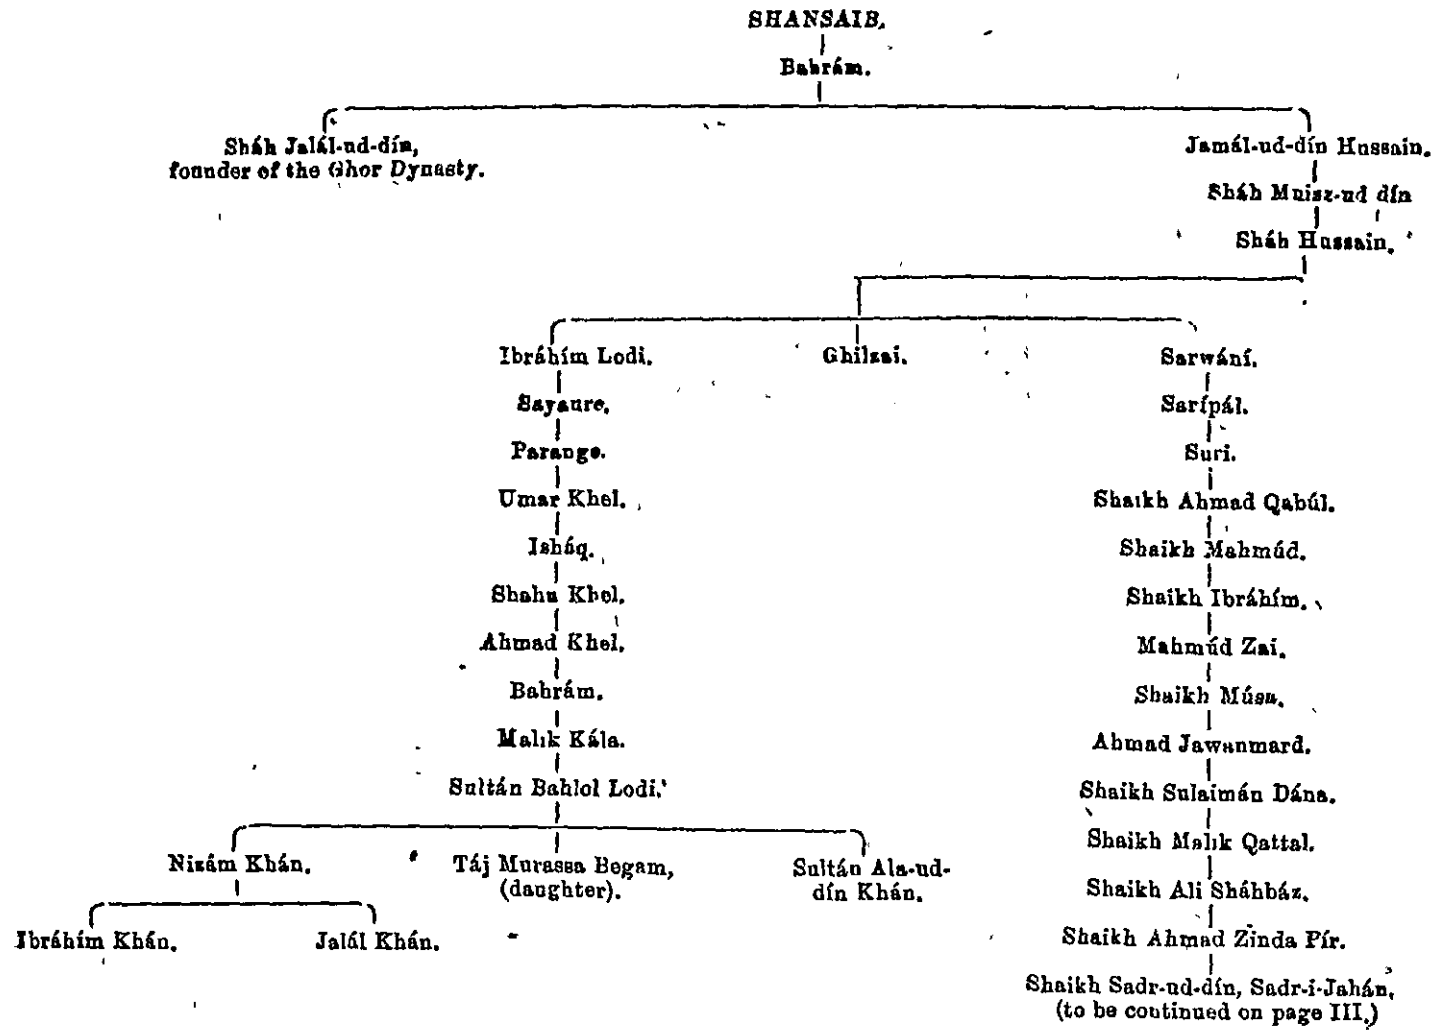 SHANSAIB.
Bahrám.
Sháh Jalál-ud-dín,
founder of the Ghor Dynasty.
Jamál-ud-dín Hussain.
Sháh Muisz-ud dín
Sháh Hussain.
Ibráhím Lodi.
Ghilzai.
Sarwání.
Sayaure.
Sarípál.
Parange.
Suri.
Umar Khel.
Shaikh Ahmad Qabúl.
Isháq.
Shaikh Mahmúd.
Shahu Khel.
Shaikh Ibráhím.
Ahmad Khel.
Mahmúd Zai.
Bahrám.
Shaikh Músa.
Malik Kála.
Ahmad Jawanmard.
Sultán Bahlol Lodi.
Shaikh Sulaimán Dána.
Shaikh Malik Qattal.
Nizám Khán.
Táj Murassa Begam,
(daughter).
Sultán Ala-ud-
dín Khán.
Shaikh Ali Sháhbáz.
Ibráhím Khán.
Jalál Khán.
Shaikh Ahmad Zinda Pír.
Shaikh Sadr-ud-dín, Sadr-i-Jahán,
(to be continued on page III.)